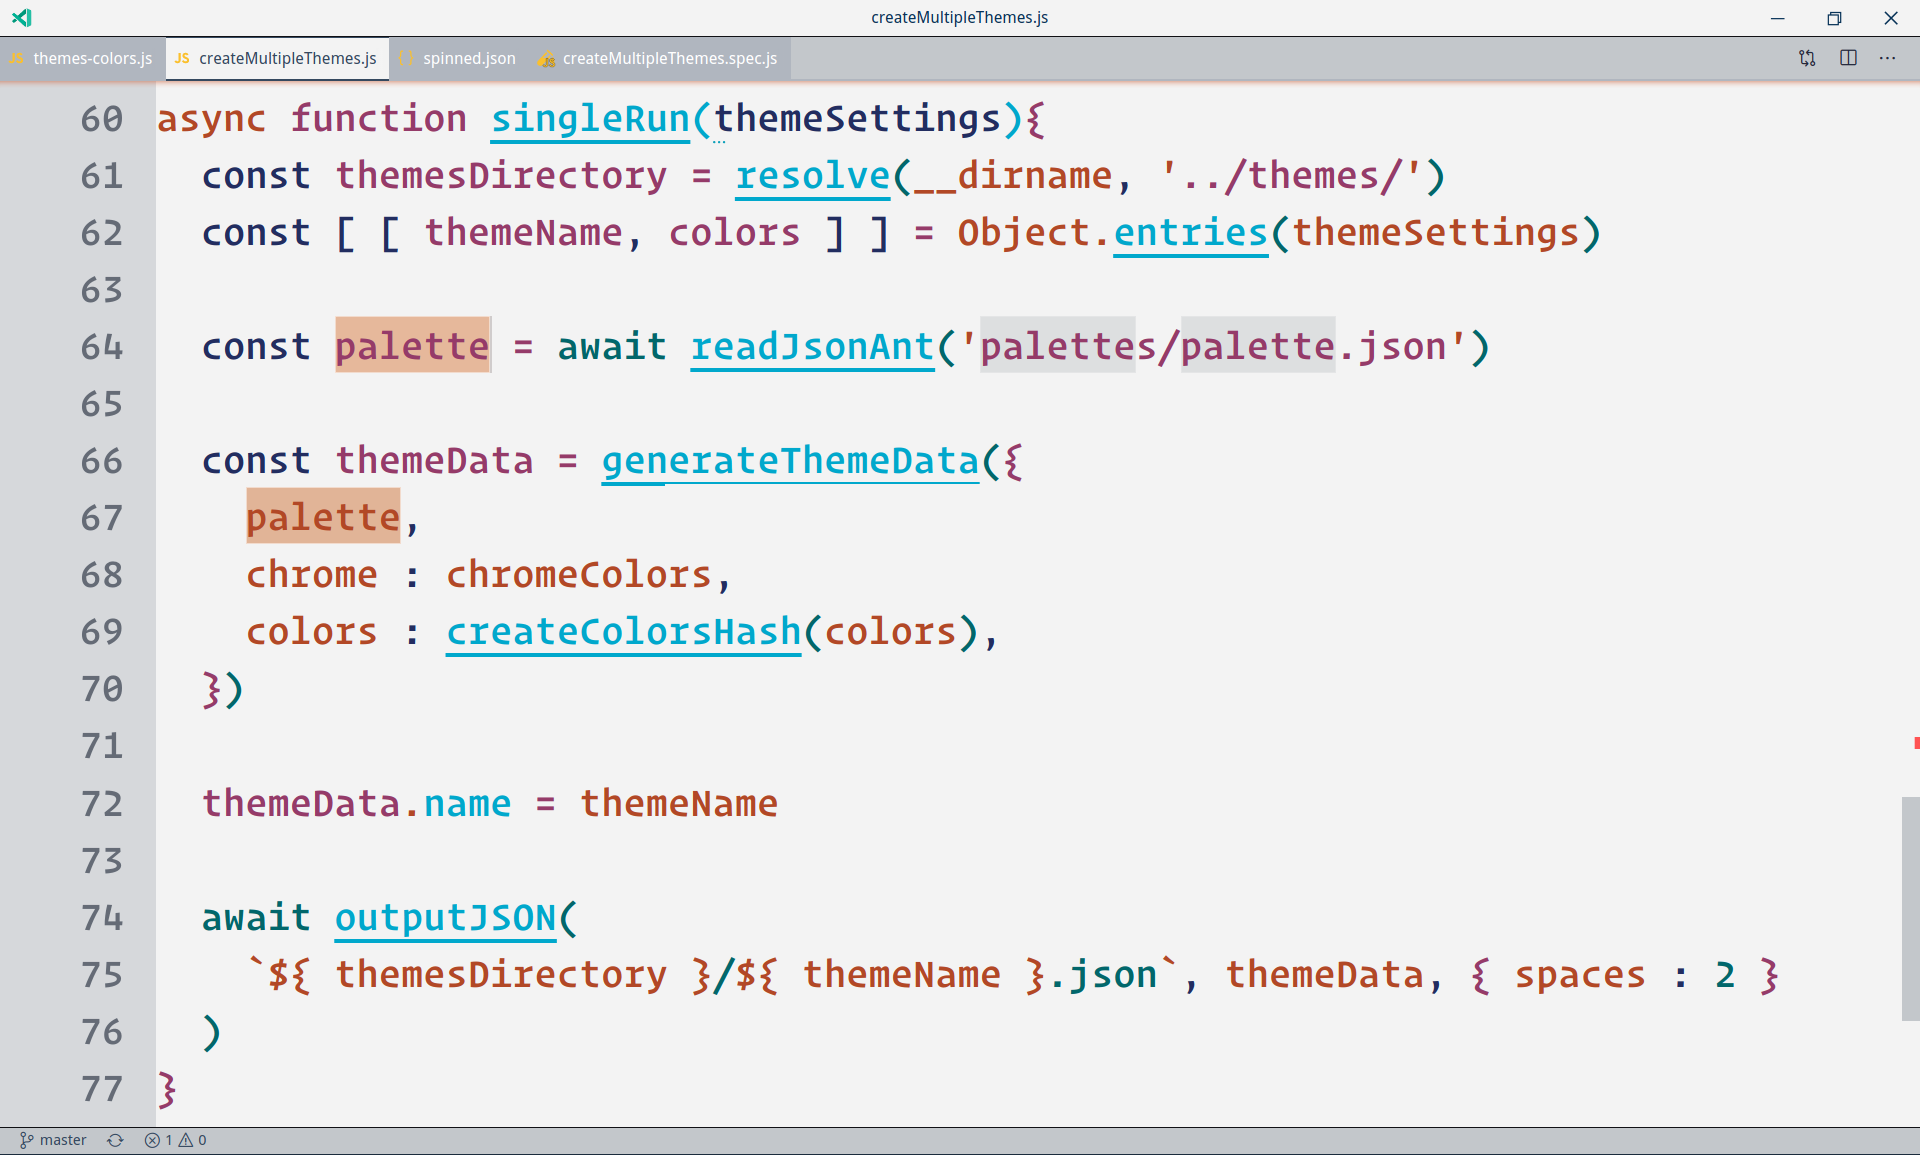 createMultipleThemes.js
JS themes-colors.js JS createMultipleThemes.js {} spinned.json createMultipleThemes.spec.js
60 async function singleRun(themeSettings){
61   const themesDirectory = resolve(__dirname, '../themes/')
62   const [ [ themeName, colors ] ] = Object.entries(themeSettings)
63
64   const palette = await readJsonAnt('palettes/palette.json')
65
66   const themeData = generateThemeData({
67     palette,
68     chrome : chromeColors,
69     colors : createColorsHash(colors),
70   })
71
72   themeData.name = themeName
73
74   await outputJSON(
75     `${ themesDirectory }/${ themeName }.json`, themeData, { spaces : 2 }
76   )
77 }
master 1 0